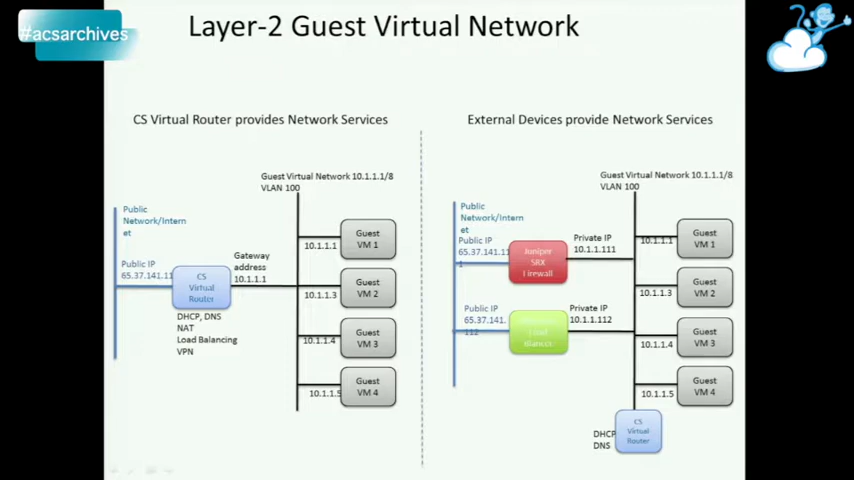 #acsarchives
Layer-2 Guest Virtual Network
CS Virtual Router provides Network Services
Guest Virtual Network 10.1.1.1/8
VLAN 100
Public
Network/Intern
et
Public IP
65.37.141.11
CS
Virtual
Router
Gateway
address
10.1.1.1
DHCP, DNS
NAT
Load Balancing
VPN
10.1.1.1
Guest
VM 1
10.1.1.3
Guest
VM 2
10.1.1.4
Guest
VM 3
10.1.1.5
Guest
VM 4
External Devices provide Network Services
Guest Virtual Network 10.1.1.1/8
VLAN 100
Public
Network/Intern
et
Public IP
65.37.141.11
1
Juniper
SRX
Firewall
Private IP
10.1.1.111
Public IP
65.37.141.
112
Load
Private IP
10.1.1.112
10.1.1.1
Guest
VM 1
10.1.1.3
Guest
VM 2
10.1.1.4
Guest
VM 3
10.1.1.5
Guest
VM 4
DHCP
DNS
CS
Virtual
Router